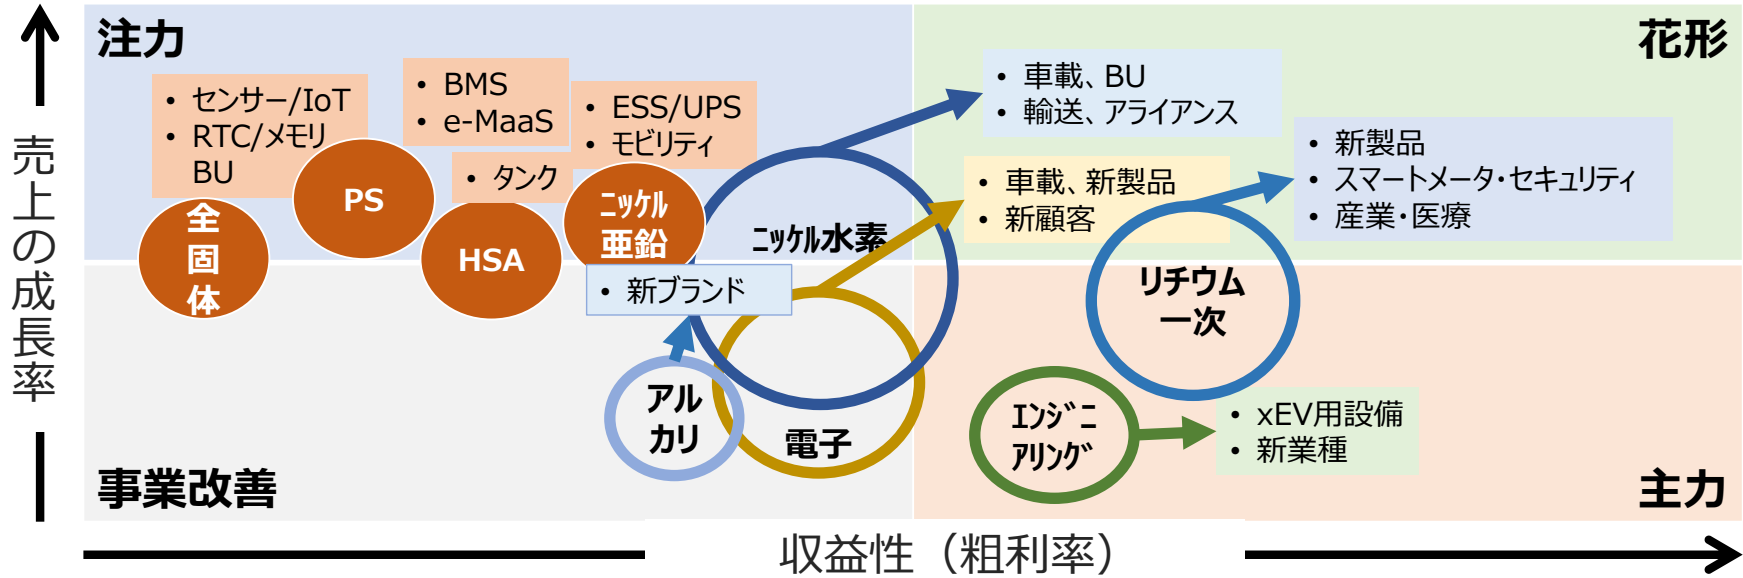 注力
花形
• センサー/IoT
• RTC/メモリ
BU
• BMS
• e-MaaS
• ESS/UPS
• モビリティ
• タンク
• 車載、BU
• 輸送、アライアンス
• 新製品
• スマートメータ・セキュリティ
• 産業・医療
• 車載、新製品
• 新顧客
全
固
体
PS
HSA
ﾆｯｹﾙ
亜鉛
ﾆｯｹﾙ水素
• 新ブランド
リチウム
一次
アル
カリ
電子
ｴﾝｼﾞﾆ
ｱﾘﾝｸﾞ
• xEV用設備
• 新業種
事業改善
主力
売上の成長率
収益性（粗利率）